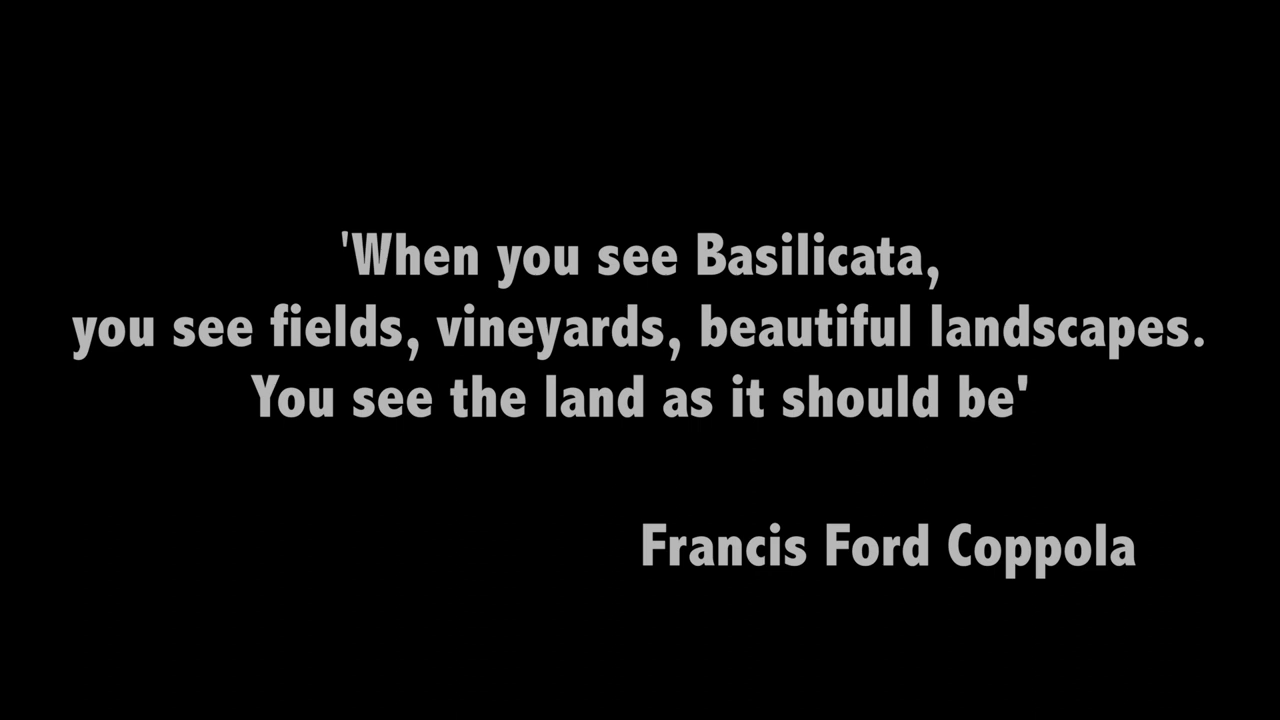 'When you see Basilicata,
you see fields, vineyards, beautiful landscapes.
You see the land as it should be'
Francis Ford Coppola